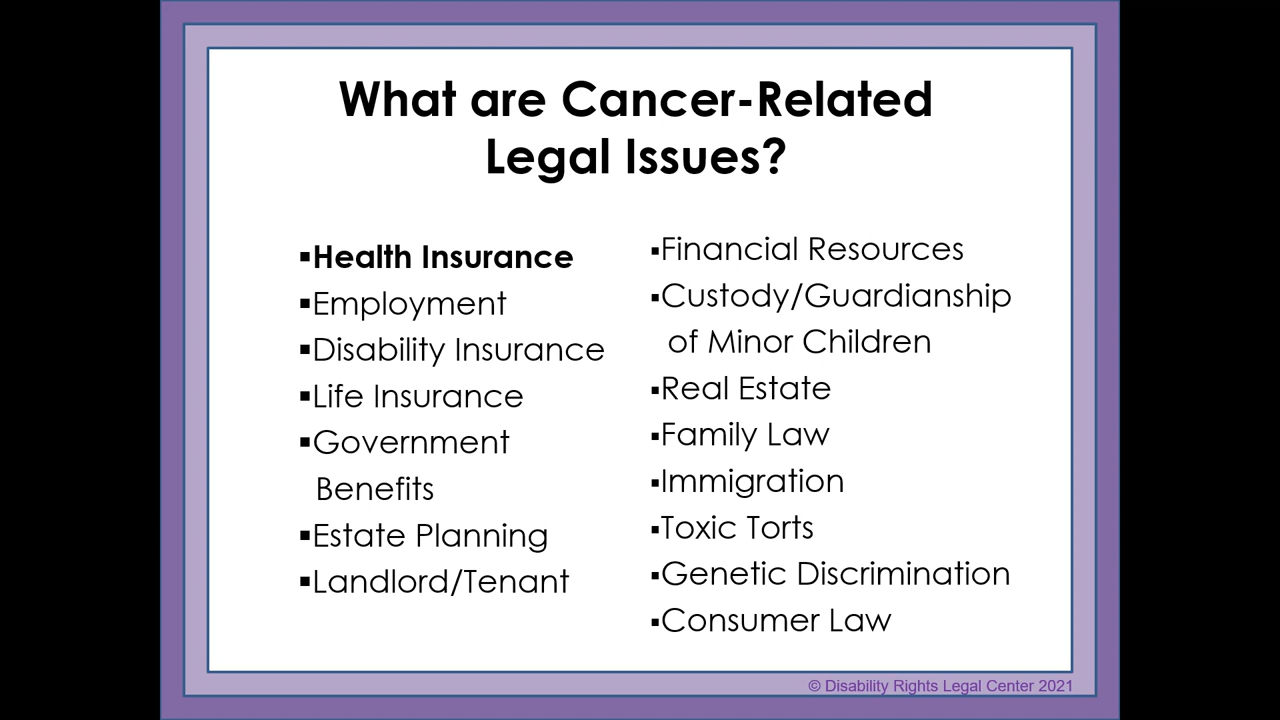 What are Cancer-Related
Legal Issues?
▪Health Insurance
▪Employment
▪Disability Insurance
▪Life Insurance
▪Government
Benefits
▪Estate Planning
▪Landlord/Tenant
▪Financial Resources
▪Custody/Guardianship
of Minor Children
▪Real Estate
▪Family Law
▪Immigration
▪Toxic Torts
▪Genetic Discrimination
▪Consumer Law
© Disability Rights Legal Center 2021